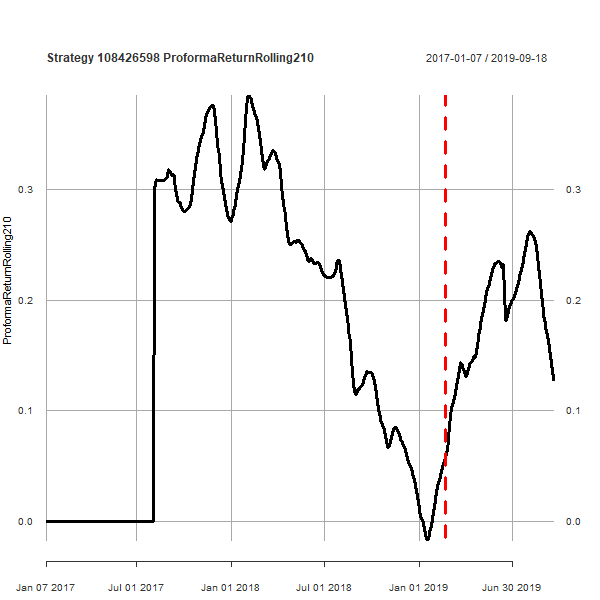 Strategy 108426598 ProformaReturnRolling210
2017-01-07 / 2019-09-18
ProformaReturnRolling210
0.3
0.3
0.2
0.2
0.1
0.1
0.0
0.0
Jan 07 2017
Jul 01 2017
Jan 01 2018
Jul 01 2018
Jan 01 2019
Jun 30 2019